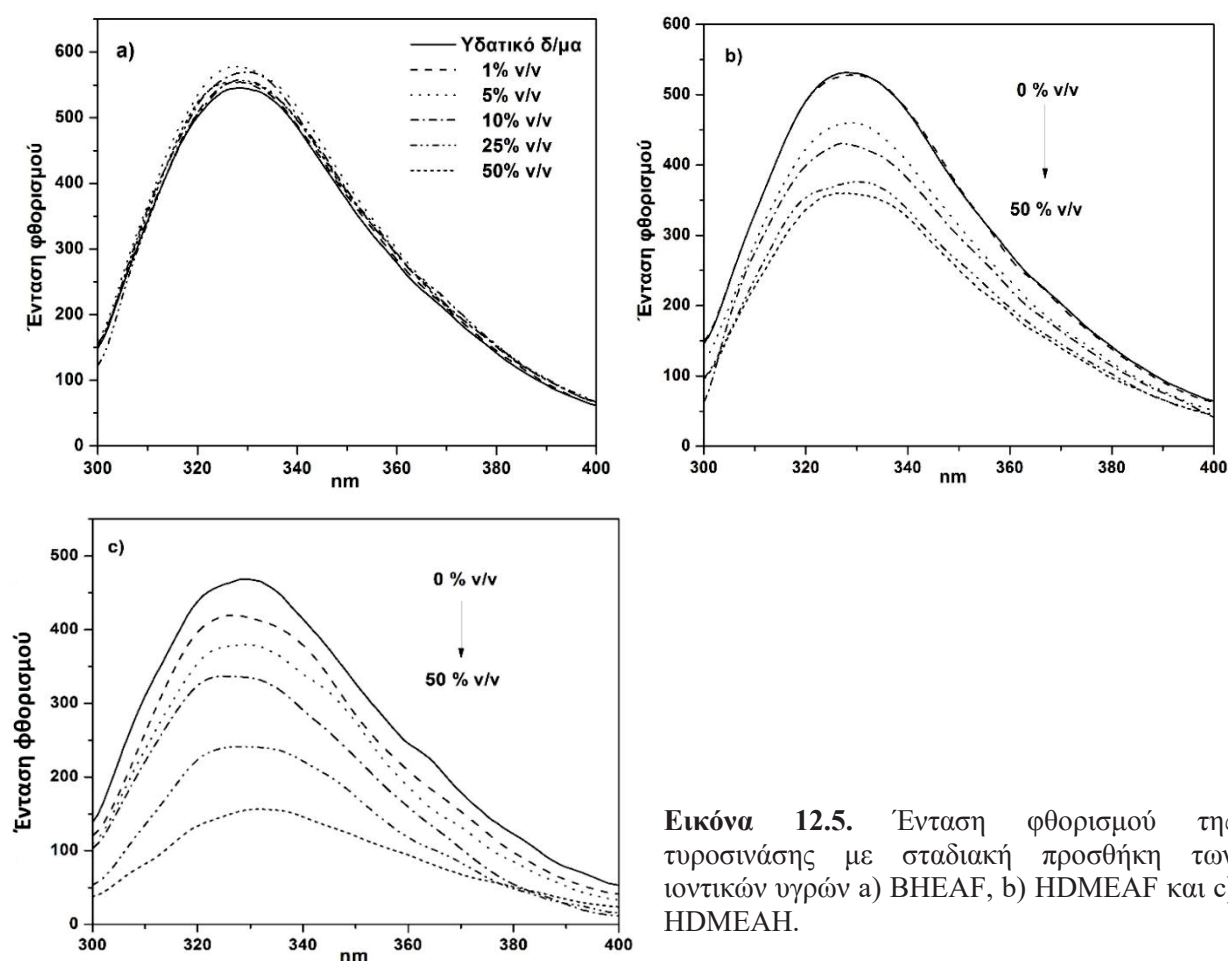 a)
Υδατικό δ/μα
1% v/v
5% v/v
10% v/v
25% v/v
50% v/v
600
500
400
300
200
100
0
Ένταση φθορισμού
300 320 340 360 380 400
nm
b)
0 % v/v
50 % v/v
600
500
400
300
200
100
0
Ένταση φθορισμού
300 320 340 360 380 400
nm
c)
0 % v/v
50 % v/v
500
400
300
200
100
0
Ένταση φθορισμού
300 320 340 360 380 400
nm
Εικόνα 12.5. Ένταση φθορισμού της
τυροσινάσης με σταδιακή προσθήκη των
ιοντικών υγρών a) BHEAF, b) HDMEAF και c)
HDMEAH.